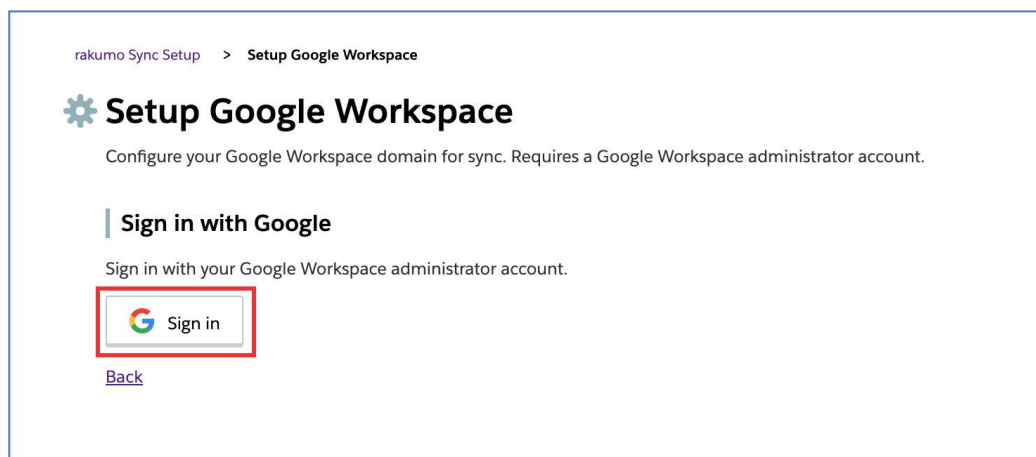 rakumo Sync Setup > Setup Google Workspace
Setup Google Workspace
Configure your Google Workspace domain for sync. Requires a Google Workspace administrator account.
Sign in with Google
Sign in with your Google Workspace administrator account.
Sign in
Back